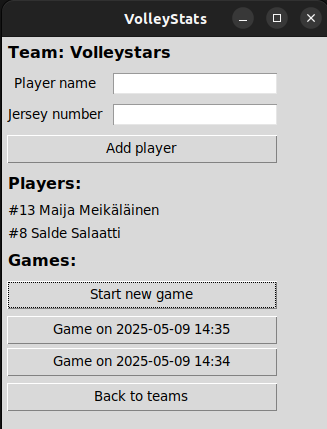 VolleyStats
Team: Volleystars
Player name
Jersey number
Add player
Players:
#13 Maija Meikäläinen
#8 Salde Salaatti
Games:
Start new game
Game on 2025-05-09 14:35
Game on 2025-05-09 14:34
Back to teams